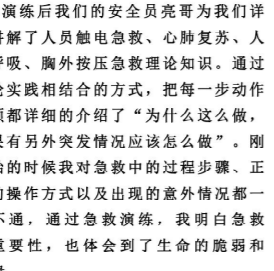 演练后我们的安全员亮哥为我们详
讲解了人员触电急救、心肺复苏、人
呼吸、胸外按压急救理论知识。通过
论实践相结合的方式，把每一步动作
领都详细的介绍了“为什么这么做，
果有另外突发情况应该怎么做”。刚
始的时候我对急救中的过程步骤、正
的操作方式以及出现的意外情况都一
不通，通过急救演练，我明白急救
重要性，也体会到了生命的脆弱和